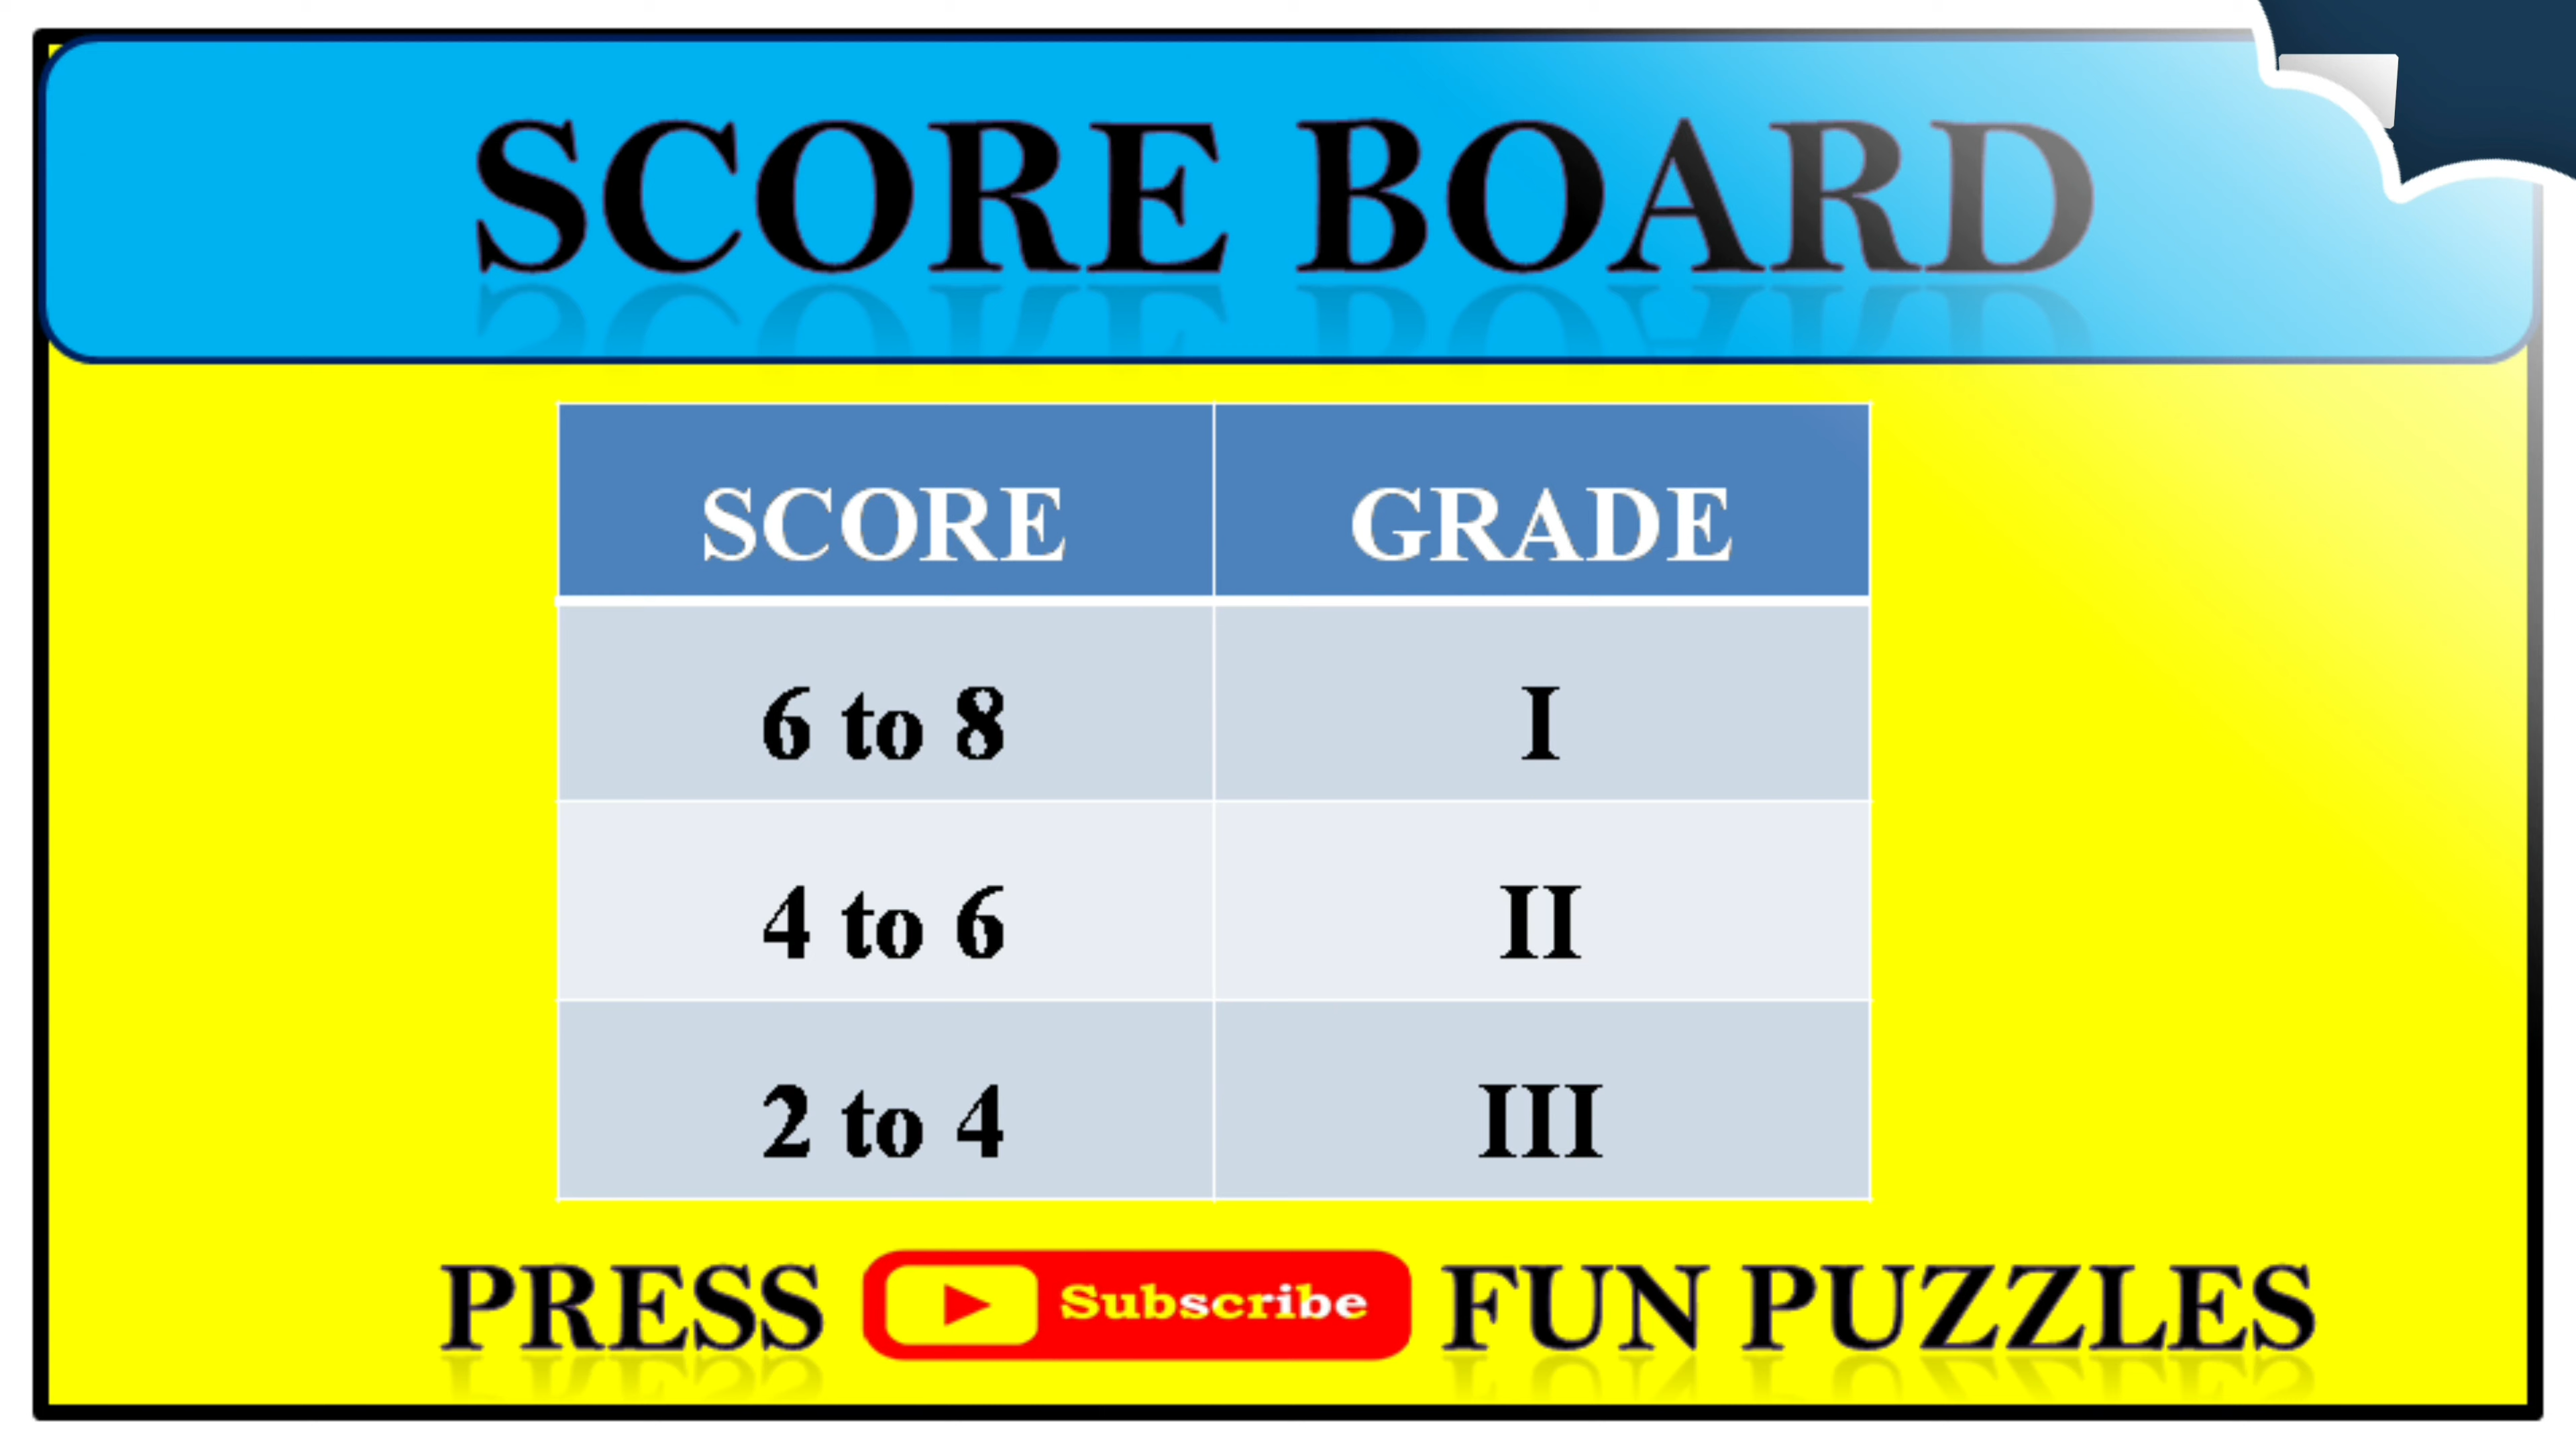 SCORE BOARD
SCORE GRADE
6 to 8 I
4 to 6 II
2 to 4 III
PRESS Subscribe FUN PUZZLES